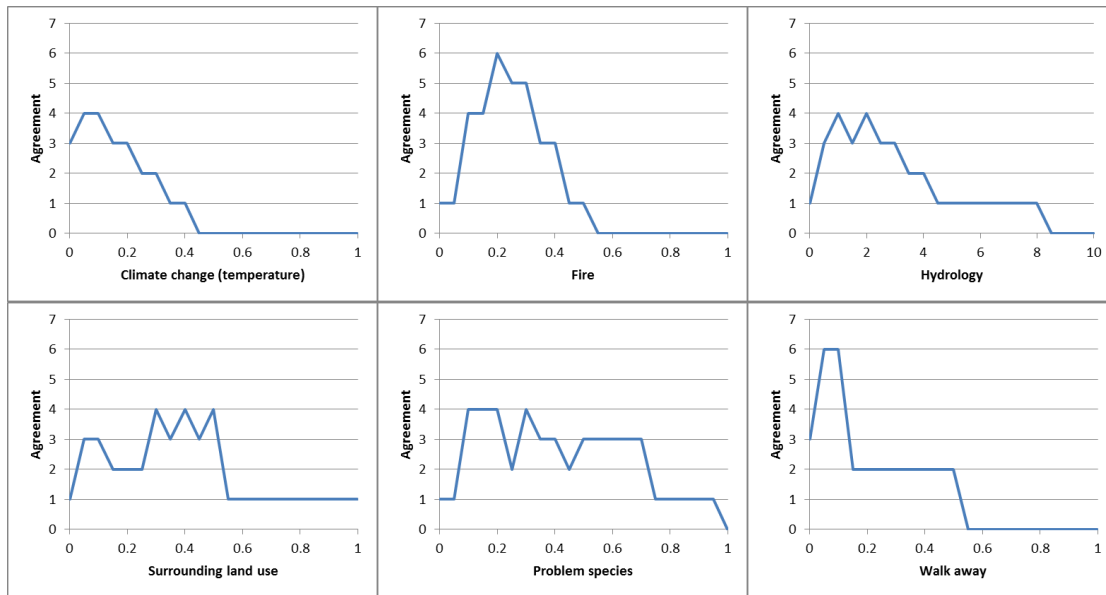 7
6
5
4
3
2
1
0
Agreement
0 0.2 0.4 0.6 0.8 1
Climate change (temperature)
7
6
5
4
3
2
1
0
Agreement
0 0.2 0.4 0.6 0.8 1
Fire
7
6
5
4
3
2
1
0
Agreement
0 2 4 6 8 10
Hydrology
7
6
5
4
3
2
1
0
Agreement
0 0.2 0.4 0.6 0.8 1
Surrounding land use
7
6
5
4
3
2
1
0
Agreement
0 0.2 0.4 0.6 0.8 1
Problem species
7
6
5
4
3
2
1
0
Agreement
0 0.2 0.4 0.6 0.8 1
Walk away